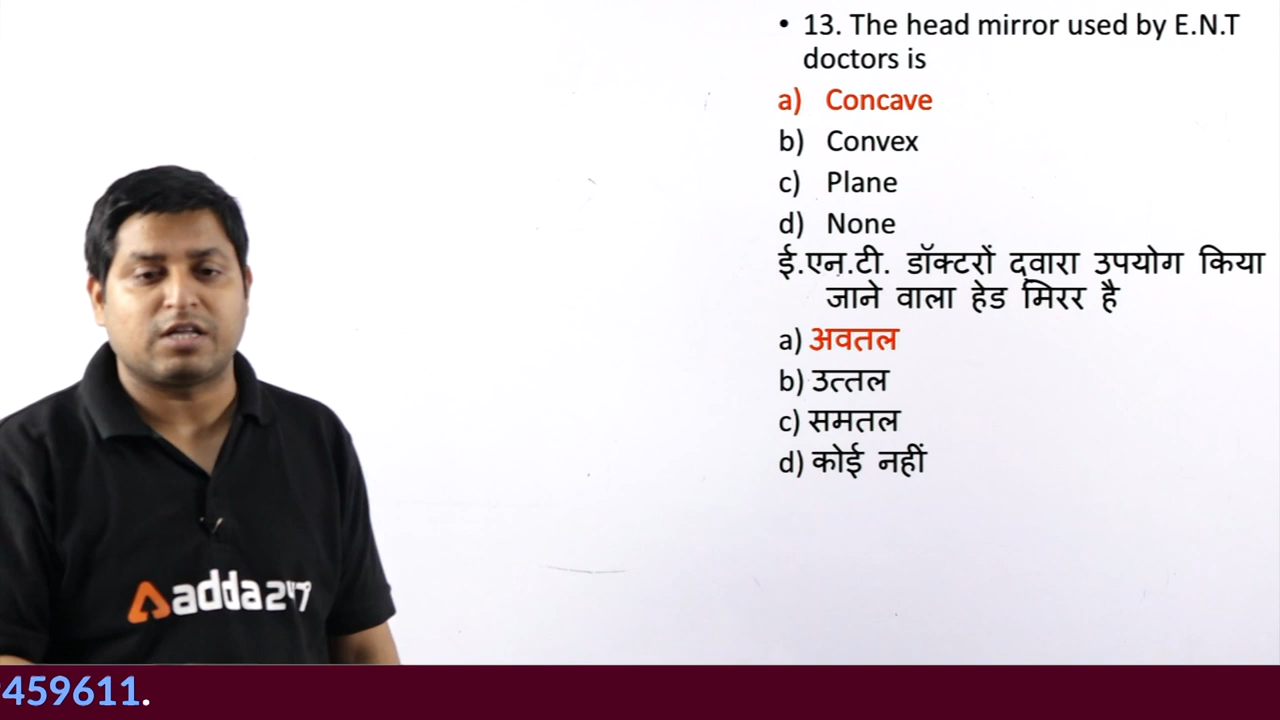 • 13. The head mirror used by E.N.T
doctors is
a) Concave
b) Convex
c) Plane
d) None
ई.एन.टी. डॉक्टरों द्वारा उपयोग किया
जाने वाला हेड मिरर है
a) अवतल
b) उत्तल
c) समतल
d) कोई नहीं
adda247
459611.